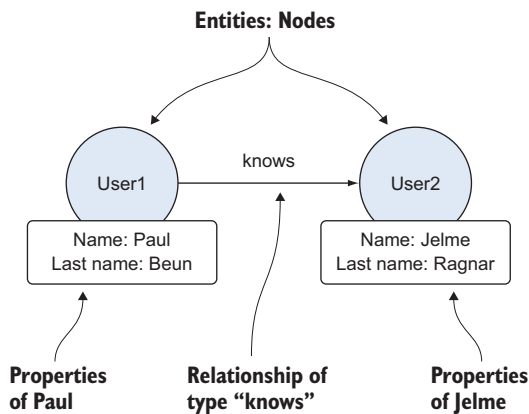 Entities: Nodes
knows
User1
User2
Name: Paul
Last name: Beun
Name: Jelme
Last name: Ragnar
Properties
of Paul
Relationship of
type “knows”
Properties
of Jelme